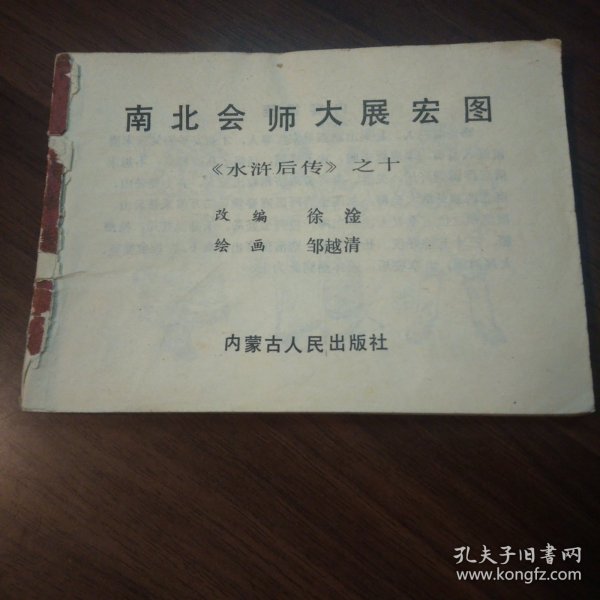 南北会师大展宏图
《水浒后传》之十
改编 徐淦
绘画 邹越清
内蒙古人民出版社
孔夫子旧书网
www.kongfz.com